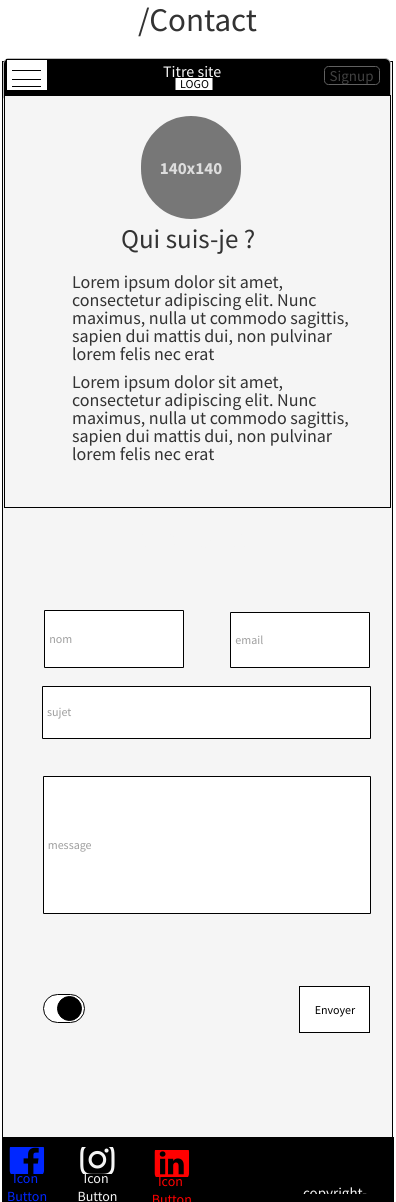 /Contact
Titre site
LOGO
Signup
140x140
Qui suis-je ?
Lorem ipsum dolor sit amet,
consectetur adipiscing elit. Nunc
maximus, nulla ut commodo sagittis,
sapien dui mattis dui, non pulvinar
lorem felis nec erat
Lorem ipsum dolor sit amet,
consectetur adipiscing elit. Nunc
maximus, nulla ut commodo sagittis,
sapien dui mattis dui, non pulvinar
lorem felis nec erat
nom
email
sujet
message
Envoyer
Icon
Button
Icon
Button
Icon
Button
copyright-